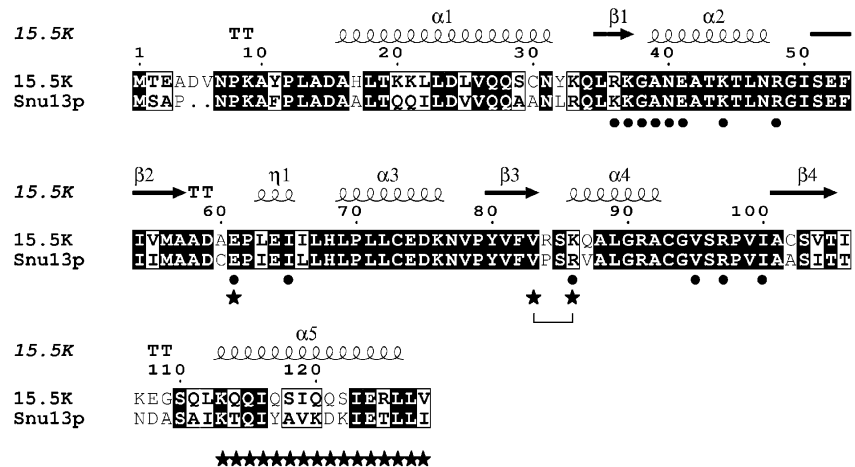 α1 β1 α2
15.5K TT
1 10 20 30 40 50
15.5K MTEADVNPKAYPLADAHLTKKLLDLVQQSCNYKQLRKGANEATKTLNRGISEF
Snu13p MSAP..NPKAFPLADAALTQQILDLVQQAANLRQLKKGANEATKTLNRGISEF
β2 η1 α3 β3 α4 β4
15.5K TT
60 70 80 90 100
15.5K IVMAADAEPLEIILHLPLLCEDKNVPYVFVRSKQALGRACGVSRPVIACSVTI
Snu13p IIMAADCEPIEILLHLPLLCEDKNVPYVFVPSRVALGRACGVSRPVIAASITT
α5
15.5K TT
110 120
15.5K KEGSQLKQQIQSIQQSIERLLV
Snu13p NDASAIKTQIYAVKDKIETLLI